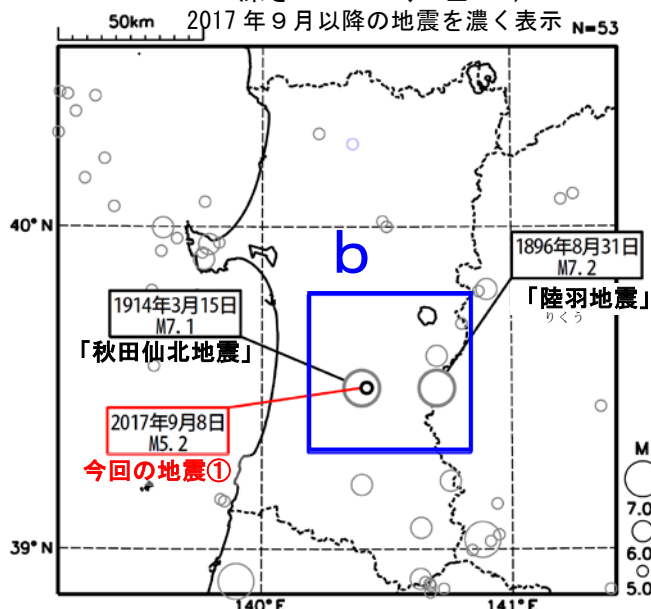 50km
2017年９月以降の地震を濃く表示
N=53
40°N
b
1896年8月31日
M7.2
「陸羽地震」
りくう
1914年3月15日
M7.1
「秋田仙北地震」
2017年9月8日
M5.2
今回の地震①
M
7.0
6.0
5.0
39°N
140°E
141°E